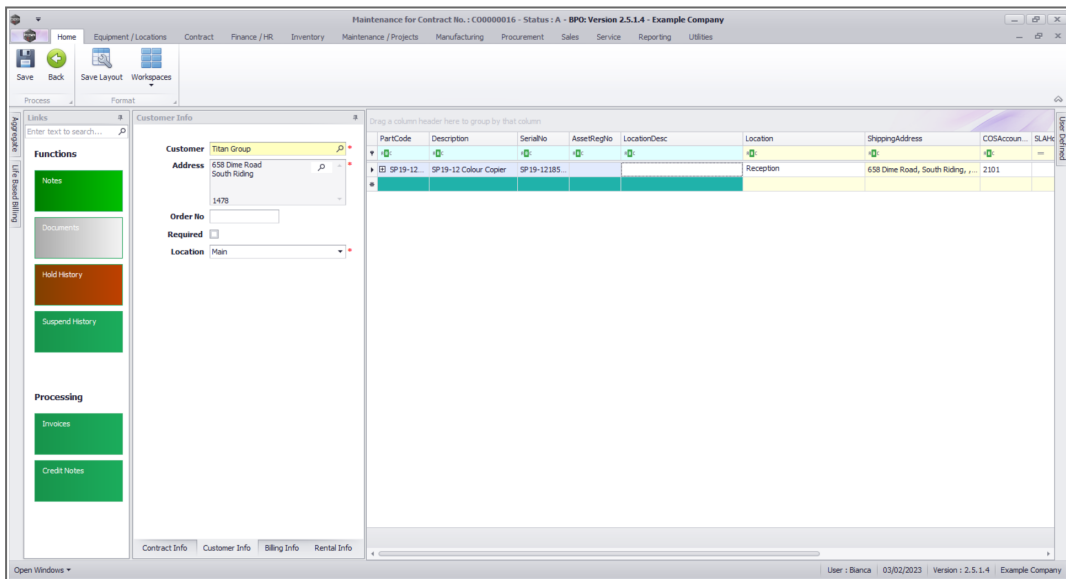 Maintenance for Contract No. : CO0000016 - Status : A - BPO: Version 2.5.1.4 - Example Company
Home Equipment / Locations Contract Finance / HR Inventory Maintenance / Projects Manufacturing Procurement Sales Service Reporting Utilities
Save Back Save Layout Workspaces
Process Format
Aggregate
Life Based Billing
Links
Enter text to search...
Functions
Notes
Documents
Hold History
Suspend History
Processing
Invoices
Credit Notes
Customer Info
Customer Titan Group *
Address 658 Dime Road *
South Riding
1478
Order No
Required
Location Main *
Contract Info Customer Info Billing Info Rental Info
Drag a column header here to group by that column.
PartCode Description SerialNo AssetRegNo LocationDesc Location ShippingAddress COSAccoun... SLAHo
SP19-12... SP19-12 Colour Copier SP19-12185... Reception 658 Dime Road, South Riding, ,... 2101
User Defined
Open Windows
User : Bianca 03/02/2023 Version : 2.5.1.4 Example Company